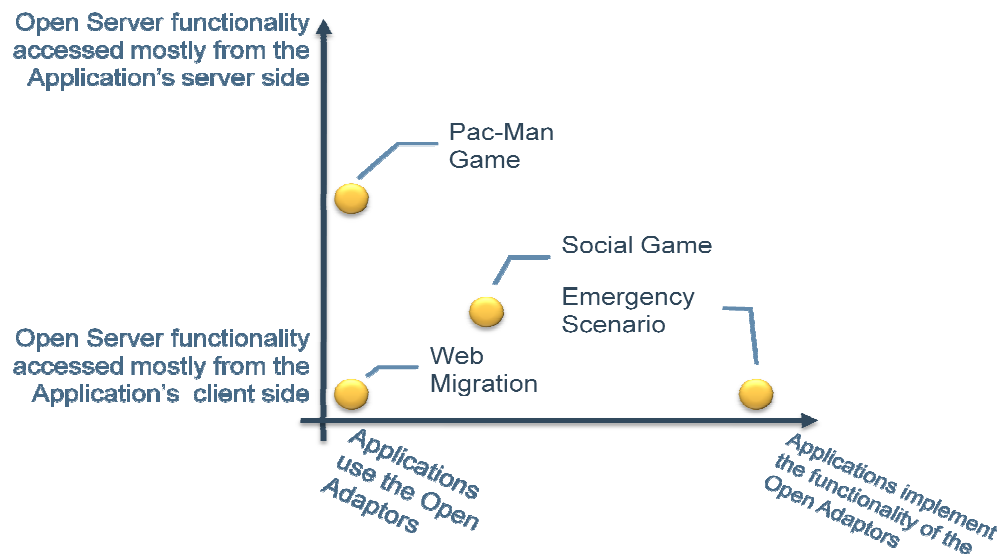 Open Server functionality
accessed mostly from the
Application's server side
Pac-Man
Game
Social Game
Emergency
Scenario
Open Server functionality
accessed mostly from the
Application's client side
Web
Migration
Applications
use the Open
Adaptors
Applications implement
the functionality of the
Open Adaptors